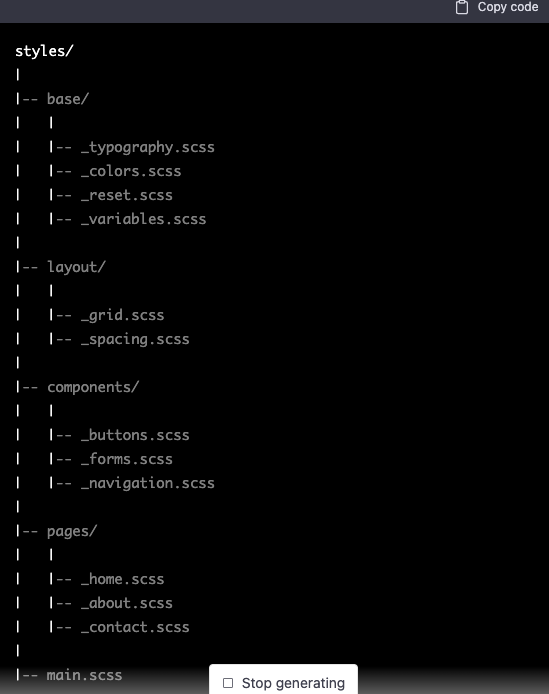 Copy code
styles/
|
|-- base/
|   |
|   |-- _typography.scss
|   |-- _colors.scss
|   |-- _reset.scss
|   |-- _variables.scss
|
|-- layout/
|   |
|   |-- _grid.scss
|   |-- _spacing.scss
|
|-- components/
|   |
|   |-- _buttons.scss
|   |-- _forms.scss
|   |-- _navigation.scss
|
|-- pages/
|   |
|   |-- _home.scss
|   |-- _about.scss
|   |-- _contact.scss
|
|-- main.scss
Stop generating